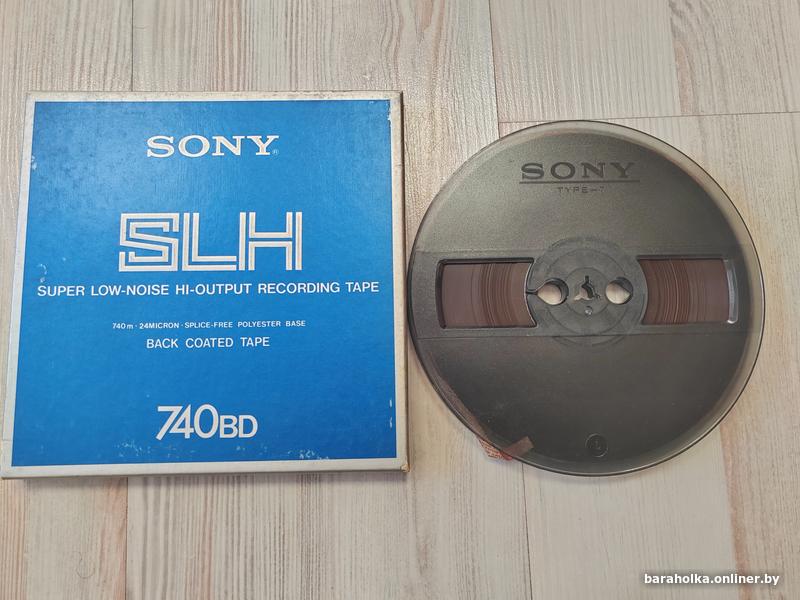 SONY®
SLH
SUPER LOW-NOISE HI-OUTPUT RECORDING TAPE
740m · 24MICRON · SPLICE-FREE POLYESTER BASE
BACK COATED TAPE
740BD
SONY
TYPE-7
baraholka.onliner.by